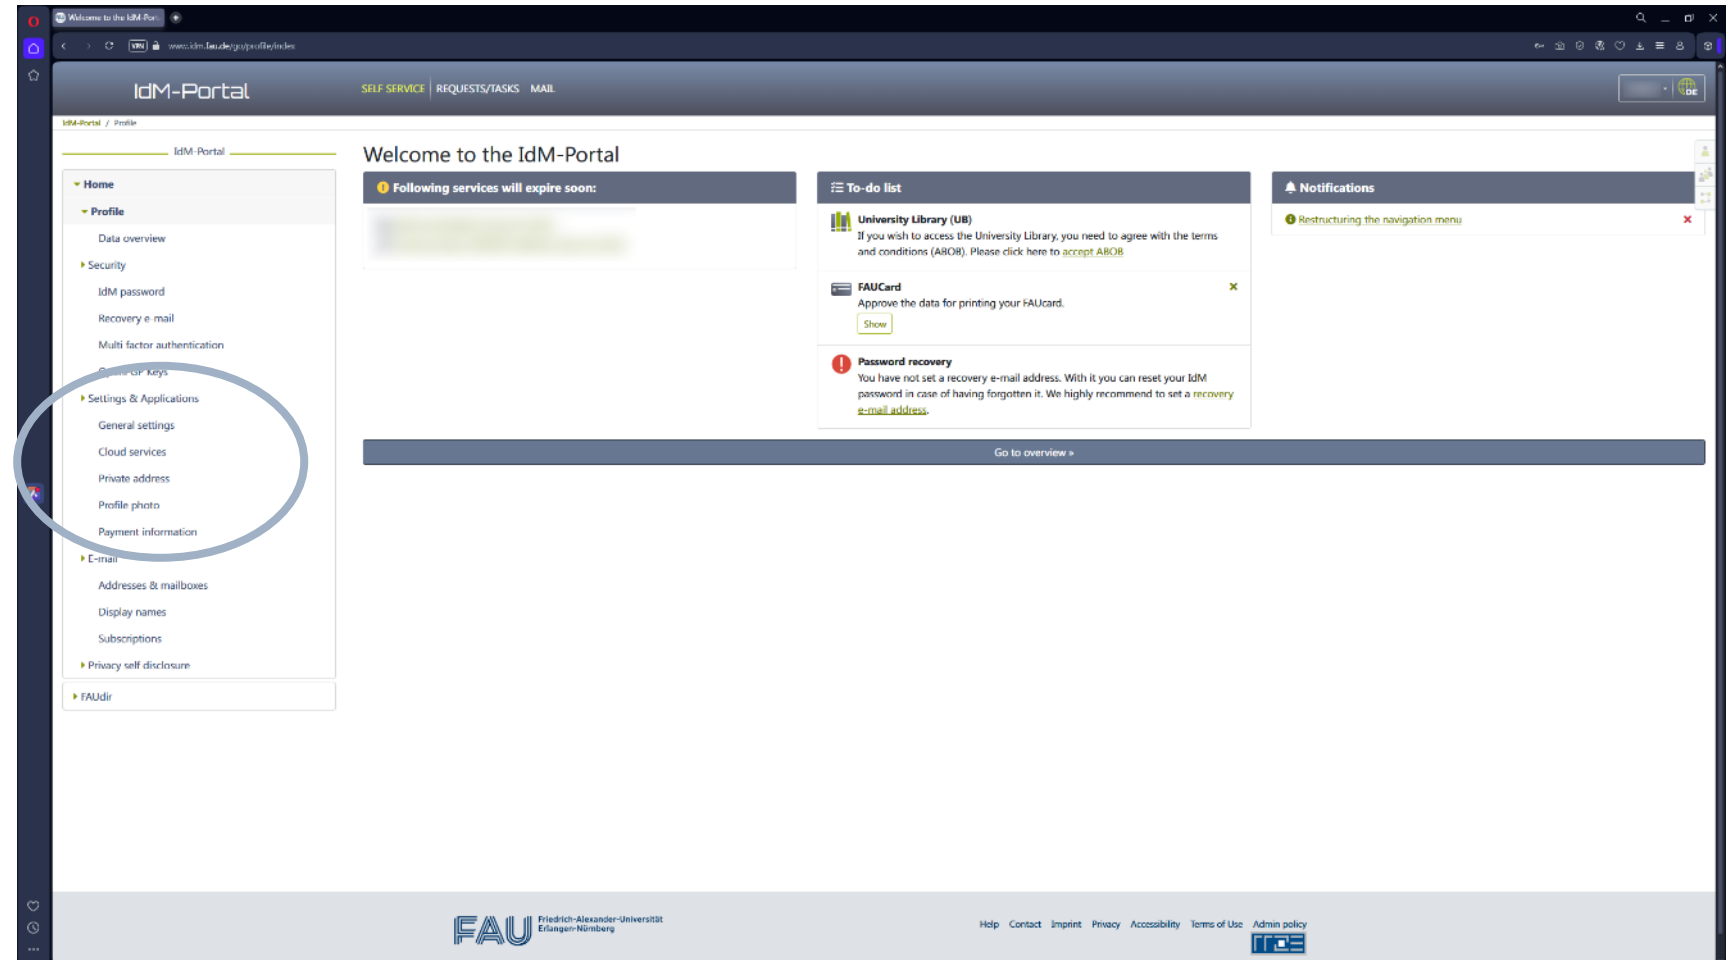 Welcome to the IdM-Port
VPN
www.idm.fau.de/go/profile/index
IdM-Portal
SELF SERVICE
REQUESTS/TASKS
MAIL
DE
IdM-Portal / Profile
IdM-Portal
Home
Profile
Data overview
Security
IdM password
Recovery e-mail
Multi factor authentication
Keys
Settings & Applications
General settings
Cloud services
Private address
Profile photo
Payment information
E-mail
Addresses & mailboxes
Display names
Subscriptions
Privacy self disclosure
FAUdir
Welcome to the IdM-Portal
Following services will expire soon:
To-do list
University Library (UB)
If you wish to access the University Library, you need to agree with the terms
and conditions (ABOB). Please click here to accept ABOB
FAUCard
Approve the data for printing your FAUcard.
Show
Password recovery
You have not set a recovery e-mail address. With it you can reset your IdM
password in case of having forgotten it. We highly recommend to set a recovery
e-mail address.
Notifications
Restructuring the navigation menu
Go to overview »
FAU
Friedrich-Alexander-Universität
Erlangen-Nürnberg
Help Contact Imprint Privacy Accessibility Terms of Use Admin policy